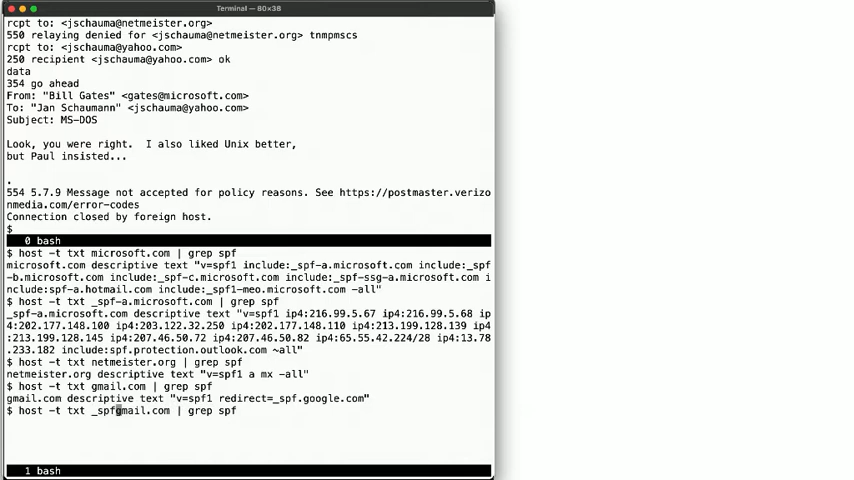 Terminal — 80×38
rcpt to: <jschauma@netmeister.org>
550 relaying denied for <jschauma@netmeister.org> tnmpmscs
rcpt to: <jschauma@yahoo.com>
250 recipient <jschauma@yahoo.com> ok
data
354 go ahead
From: "Bill Gates" <gates@microsoft.com>
To: "Jan Schaumann" <jschauma@yahoo.com>
Subject: MS-DOS
Look, you were right.  I also liked Unix better,
but Paul insisted...
.
554 5.7.9 Message not accepted for policy reasons. See https://postmaster.verizo
nmedia.com/error-codes
Connection closed by foreign host.
$
0 bash
$ host -t txt microsoft.com | grep spf
microsoft.com descriptive text "v=spf1 include:_spf-a.microsoft.com include:_spf
-b.microsoft.com include:_spf-c.microsoft.com include:_spf-ssg-a.microsoft.com i
nclude:spf-a.hotmail.com include:_spf1-meo.microsoft.com -all"
$ host -t txt _spf-a.microsoft.com | grep spf
_spf-a.microsoft.com descriptive text "v=spf1 ip4:216.99.5.67 ip4:216.99.5.68 ip
4:202.177.148.100 ip4:203.122.32.250 ip4:202.177.148.110 ip4:213.199.128.139 ip4
:213.199.128.145 ip4:207.46.50.72 ip4:207.46.50.82 ip4:65.55.42.224/28 ip4:13.78
.233.182 include:spf.protection.outlook.com ~all"
$ host -t txt netmeister.org | grep spf
netmeister.org descriptive text "v=spf1 a mx -all"
$ host -t txt gmail.com | grep spf
gmail.com descriptive text "v=spf1 redirect=_spf.google.com"
$ host -t txt _spfgmail.com | grep spf
1 bash